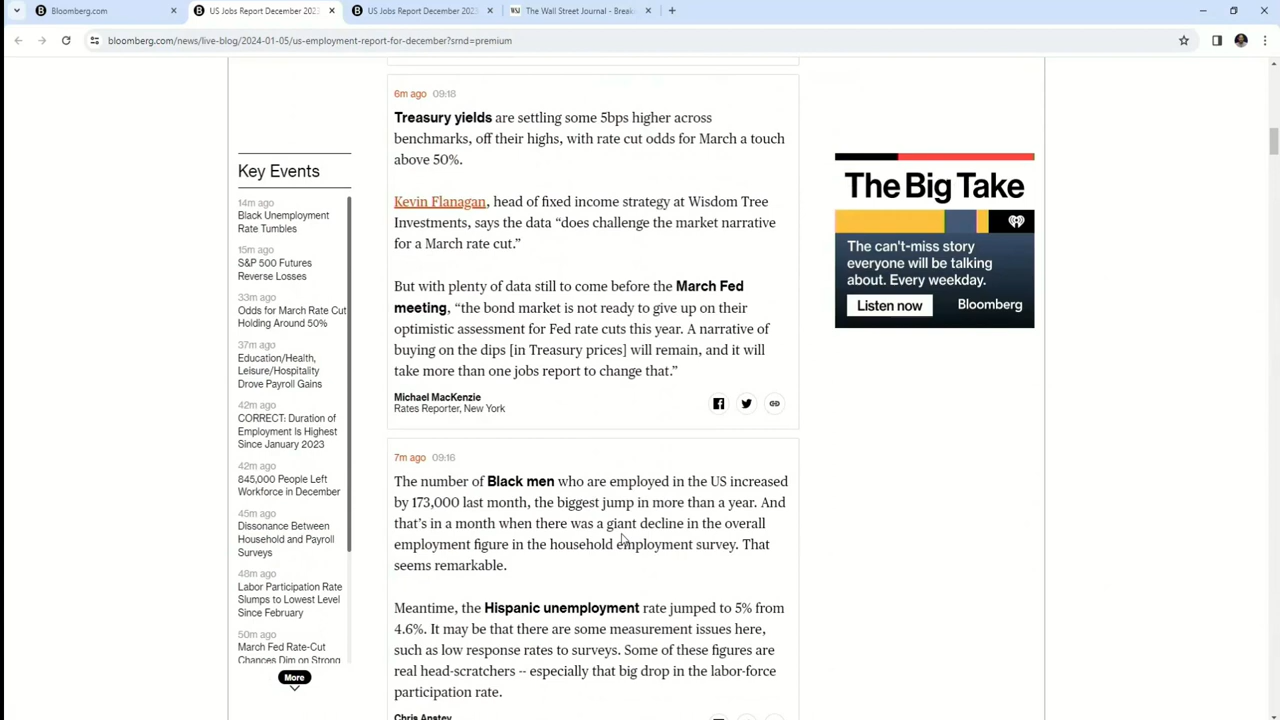 Bloomberg.com
US Jobs Report December 202
US Jobs Report December 202
The Wall Street Journal - Break
bloomberg.com/news/live-blog/2024-01-05/us-employment-report-for-december?srnd=premium
Key Events
14m ago
Black Unemployment
Rate Tumbles
15m ago
S&P 500 Futures
Reverse Losses
33m ago
Odds for March Rate Cut
Holding Around 50%
37m ago
Education/Health,
Leisure/Hospitality
Drove Payroll Gains
42m ago
CORRECT: Duration of
Employment Is Highest
Since January 2023
42m ago
845,000 People Left
Workforce in December
45m ago
Dissonance Between
Household and Payroll
Surveys
48m ago
Labor Participation Rate
Slumps to Lowest Level
Since February
50m ago
March Fed Rate-Cut
Chances Dim on Strong
More
6m ago 09:18
Treasury yields are settling some 5bps higher across
benchmarks, off their highs, with rate cut odds for March a touch
above 50%.
Kevin Flanagan, head of fixed income strategy at Wisdom Tree
Investments, says the data “does challenge the market narrative
for a March rate cut.”
But with plenty of data still to come before the March Fed
meeting, “the bond market is not ready to give up on their
optimistic assessment for Fed rate cuts this year. A narrative of
buying on the dips [in Treasury prices] will remain, and it will
take more than one jobs report to change that.”
Michael MacKenzie
Rates Reporter, New York
7m ago 09:16
The number of Black men who are employed in the US increased
by 173,000 last month, the biggest jump in more than a year. And
that’s in a month when there was a giant decline in the overall
employment figure in the household employment survey. That
seems remarkable.
Meantime, the Hispanic unemployment rate jumped to 5% from
4.6%. It may be that there are some measurement issues here,
such as low response rates to surveys. Some of these figures are
real head-scratchers -- especially that big drop in the labor-force
participation rate.
Chris Anstey
The Big Take
The can't-miss story
everyone will be talking
about. Every weekday.
Listen now
Bloomberg